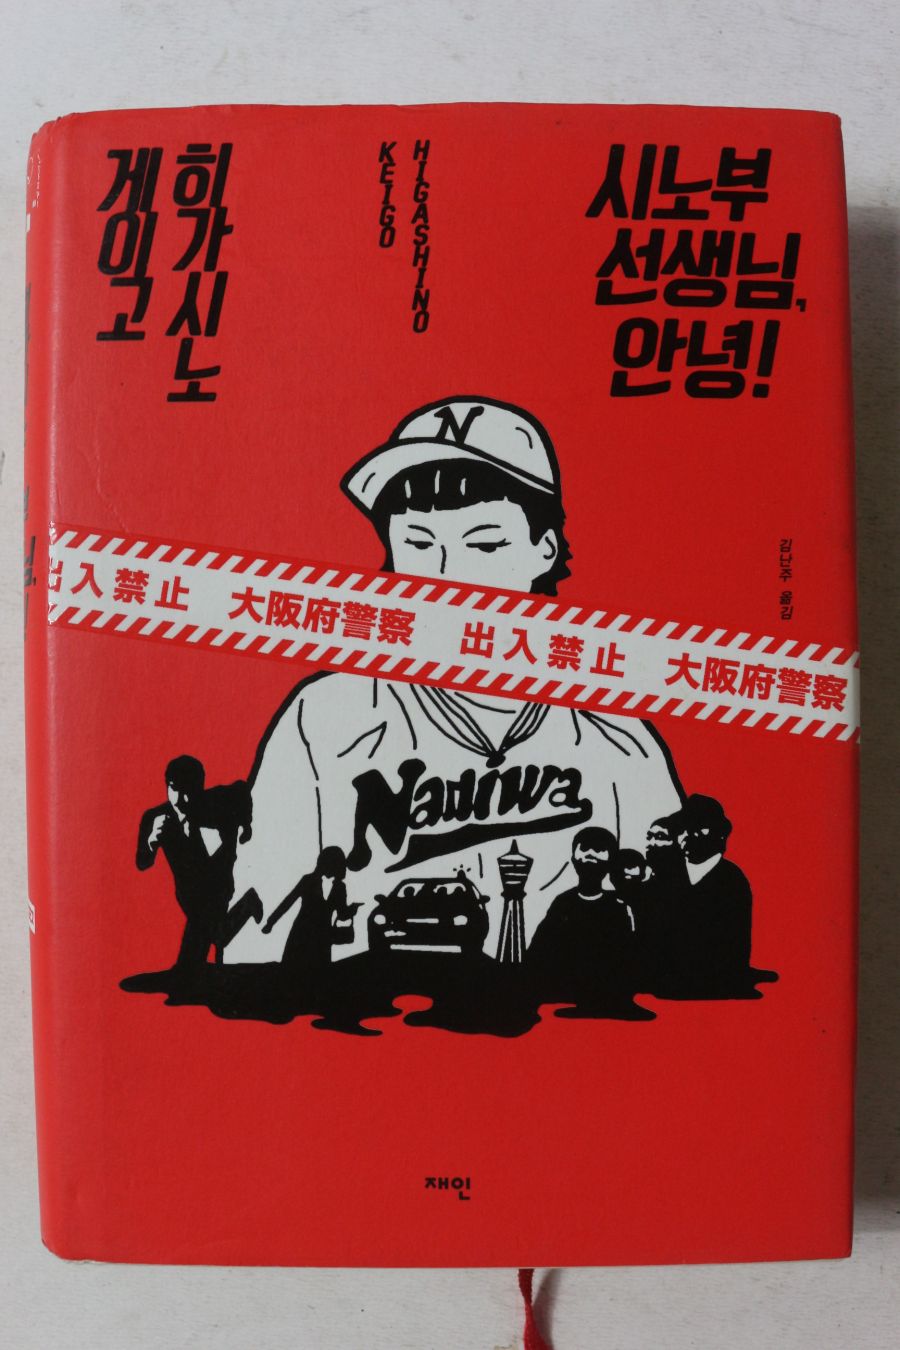 히가시노
게이고
HIGASHINO
KEIGO
시노부
선생님,
안녕!
N
김난주 옮김
出入禁止 大阪府警察 出入禁止 大阪府警察
Naniwa
재인
님,